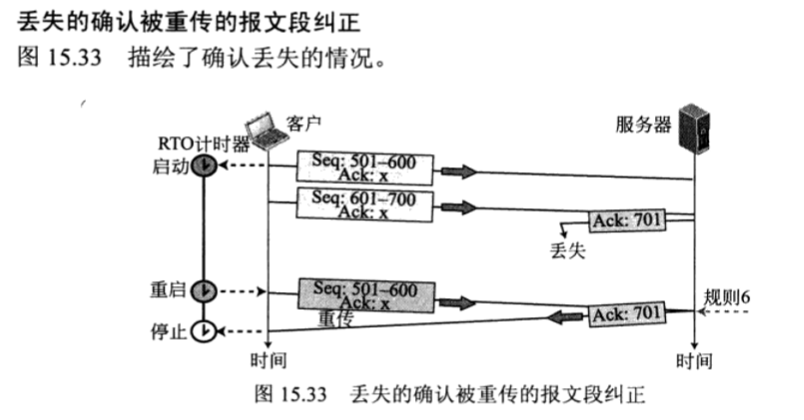 丢失的确认被重传的报文段纠正
图 15.33 描绘了确认丢失的情况。
客户
服务器
RTO计时器
启动
Seq: 501–600
Ack: x
Seq: 601–700
Ack: x
Ack: 701
丢失
重启
Seq: 501–600
Ack: x
重传
规则6
Ack: 701
停止
时间
时间
图 15.33 丢失的确认被重传的报文段纠正